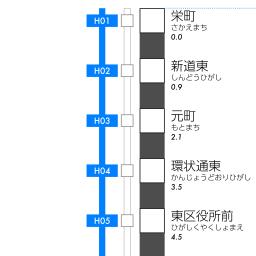 H01 栄町
さかえまち
0.0
H02 新道東
しんどうひがし
0.9
H03 元町
もとまち
2.1
H04 環状通東
かんじょうどおりひがし
3.5
H05 東区役所前
ひがしくやくしょまえ
4.5